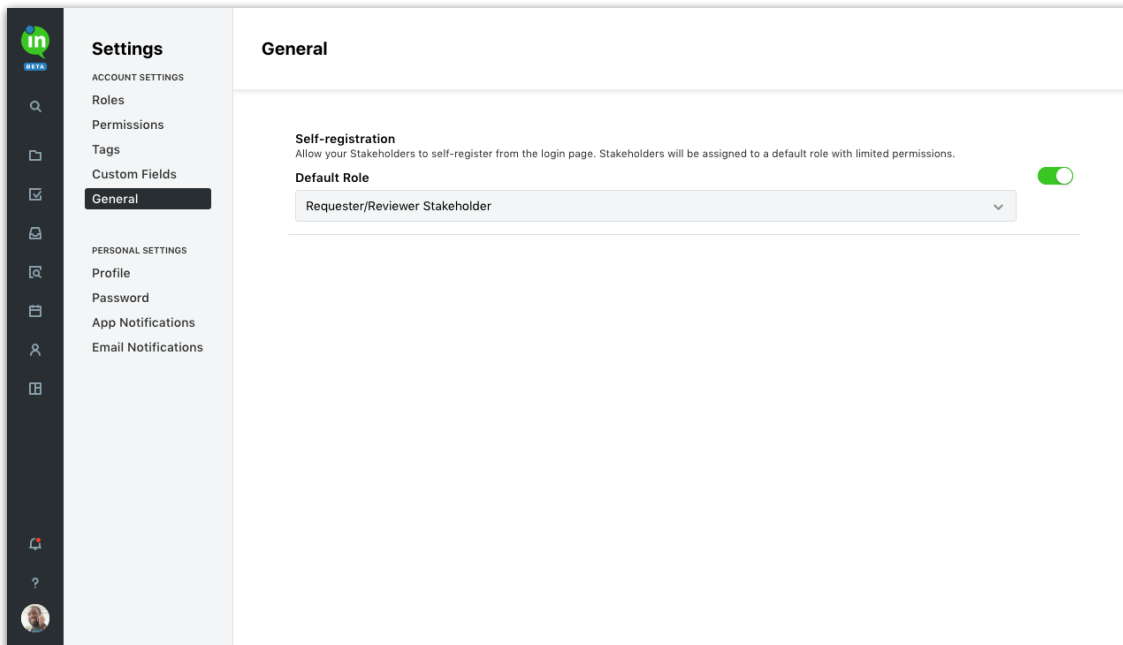 in
BETA
Settings
ACCOUNT SETTINGS
Roles
Permissions
Tags
Custom Fields
General
PERSONAL SETTINGS
Profile
Password
App Notifications
Email Notifications
?
General
Self-registration
Allow your Stakeholders to self-register from the login page. Stakeholders will be assigned to a default role with limited permissions.
Default Role
Requester/Reviewer Stakeholder